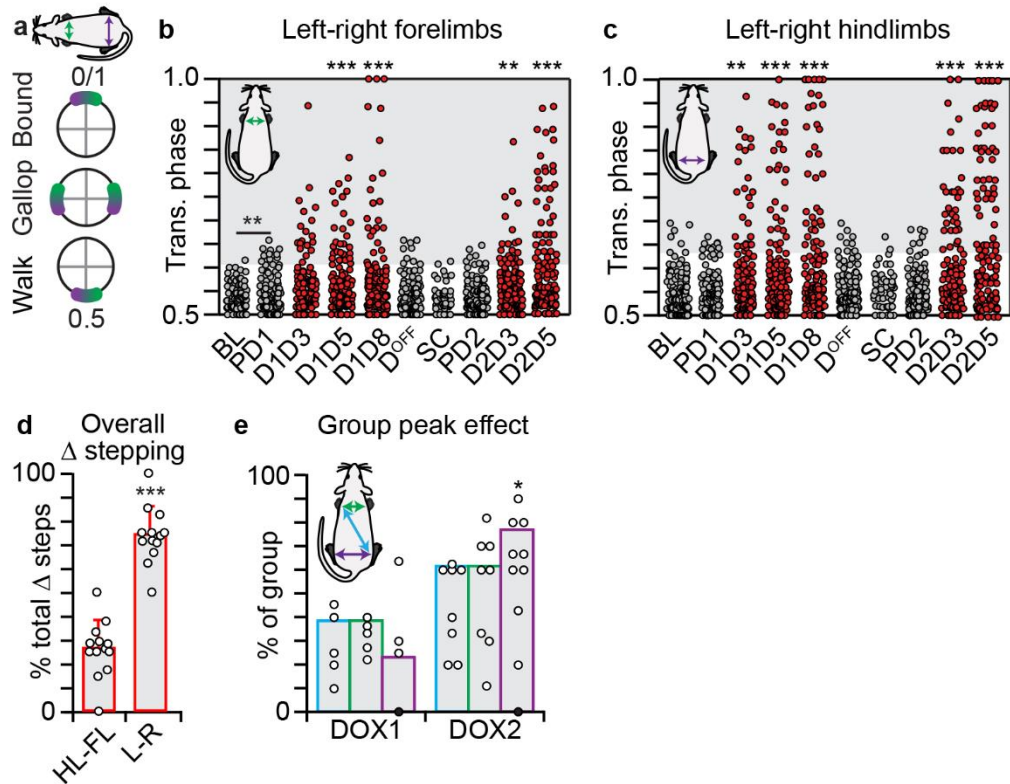 a
0/1
Bound
Gallop
Walk
0.5
b
Left-right forelimbs
*** *** ** ***
1.0
Trans. phase
**
0.5
BL PD1 D1D3 D1D5 D1D8 DOFF SC PD2 D2D3 D2D5
c
Left-right hindlimbs
** *** *** *** ***
1.0
Trans. phase
0.5
BL PD1 D1D3 D1D5 D1D8 DOFF SC PD2 D2D3 D2D5
d
Overall
Δ stepping
100
***
% total Δ steps
0
HL-FL L-R
e
Group peak effect
100
*
% of group
0
DOX1 DOX2